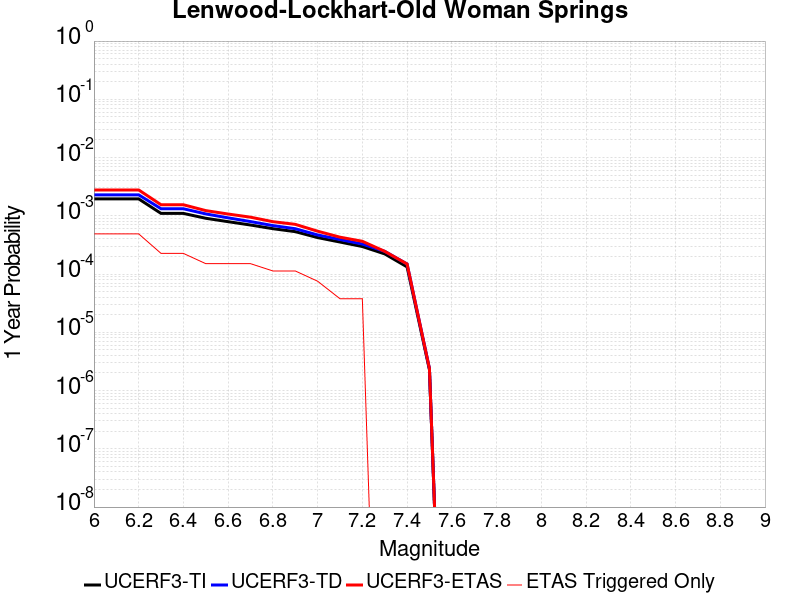 Lenwood-Lockhart-Old Woman Springs
10^0
10^-1
10^-2
10^-3
10^-4
10^-5
10^-6
10^-7
10^-8
1 Year Probability
6 6.2 6.4 6.6 6.8 7 7.2 7.4 7.6 7.8 8 8.2 8.4 8.6 8.8 9
Magnitude
UCERF3-TI UCERF3-TD UCERF3-ETAS ETAS Triggered Only